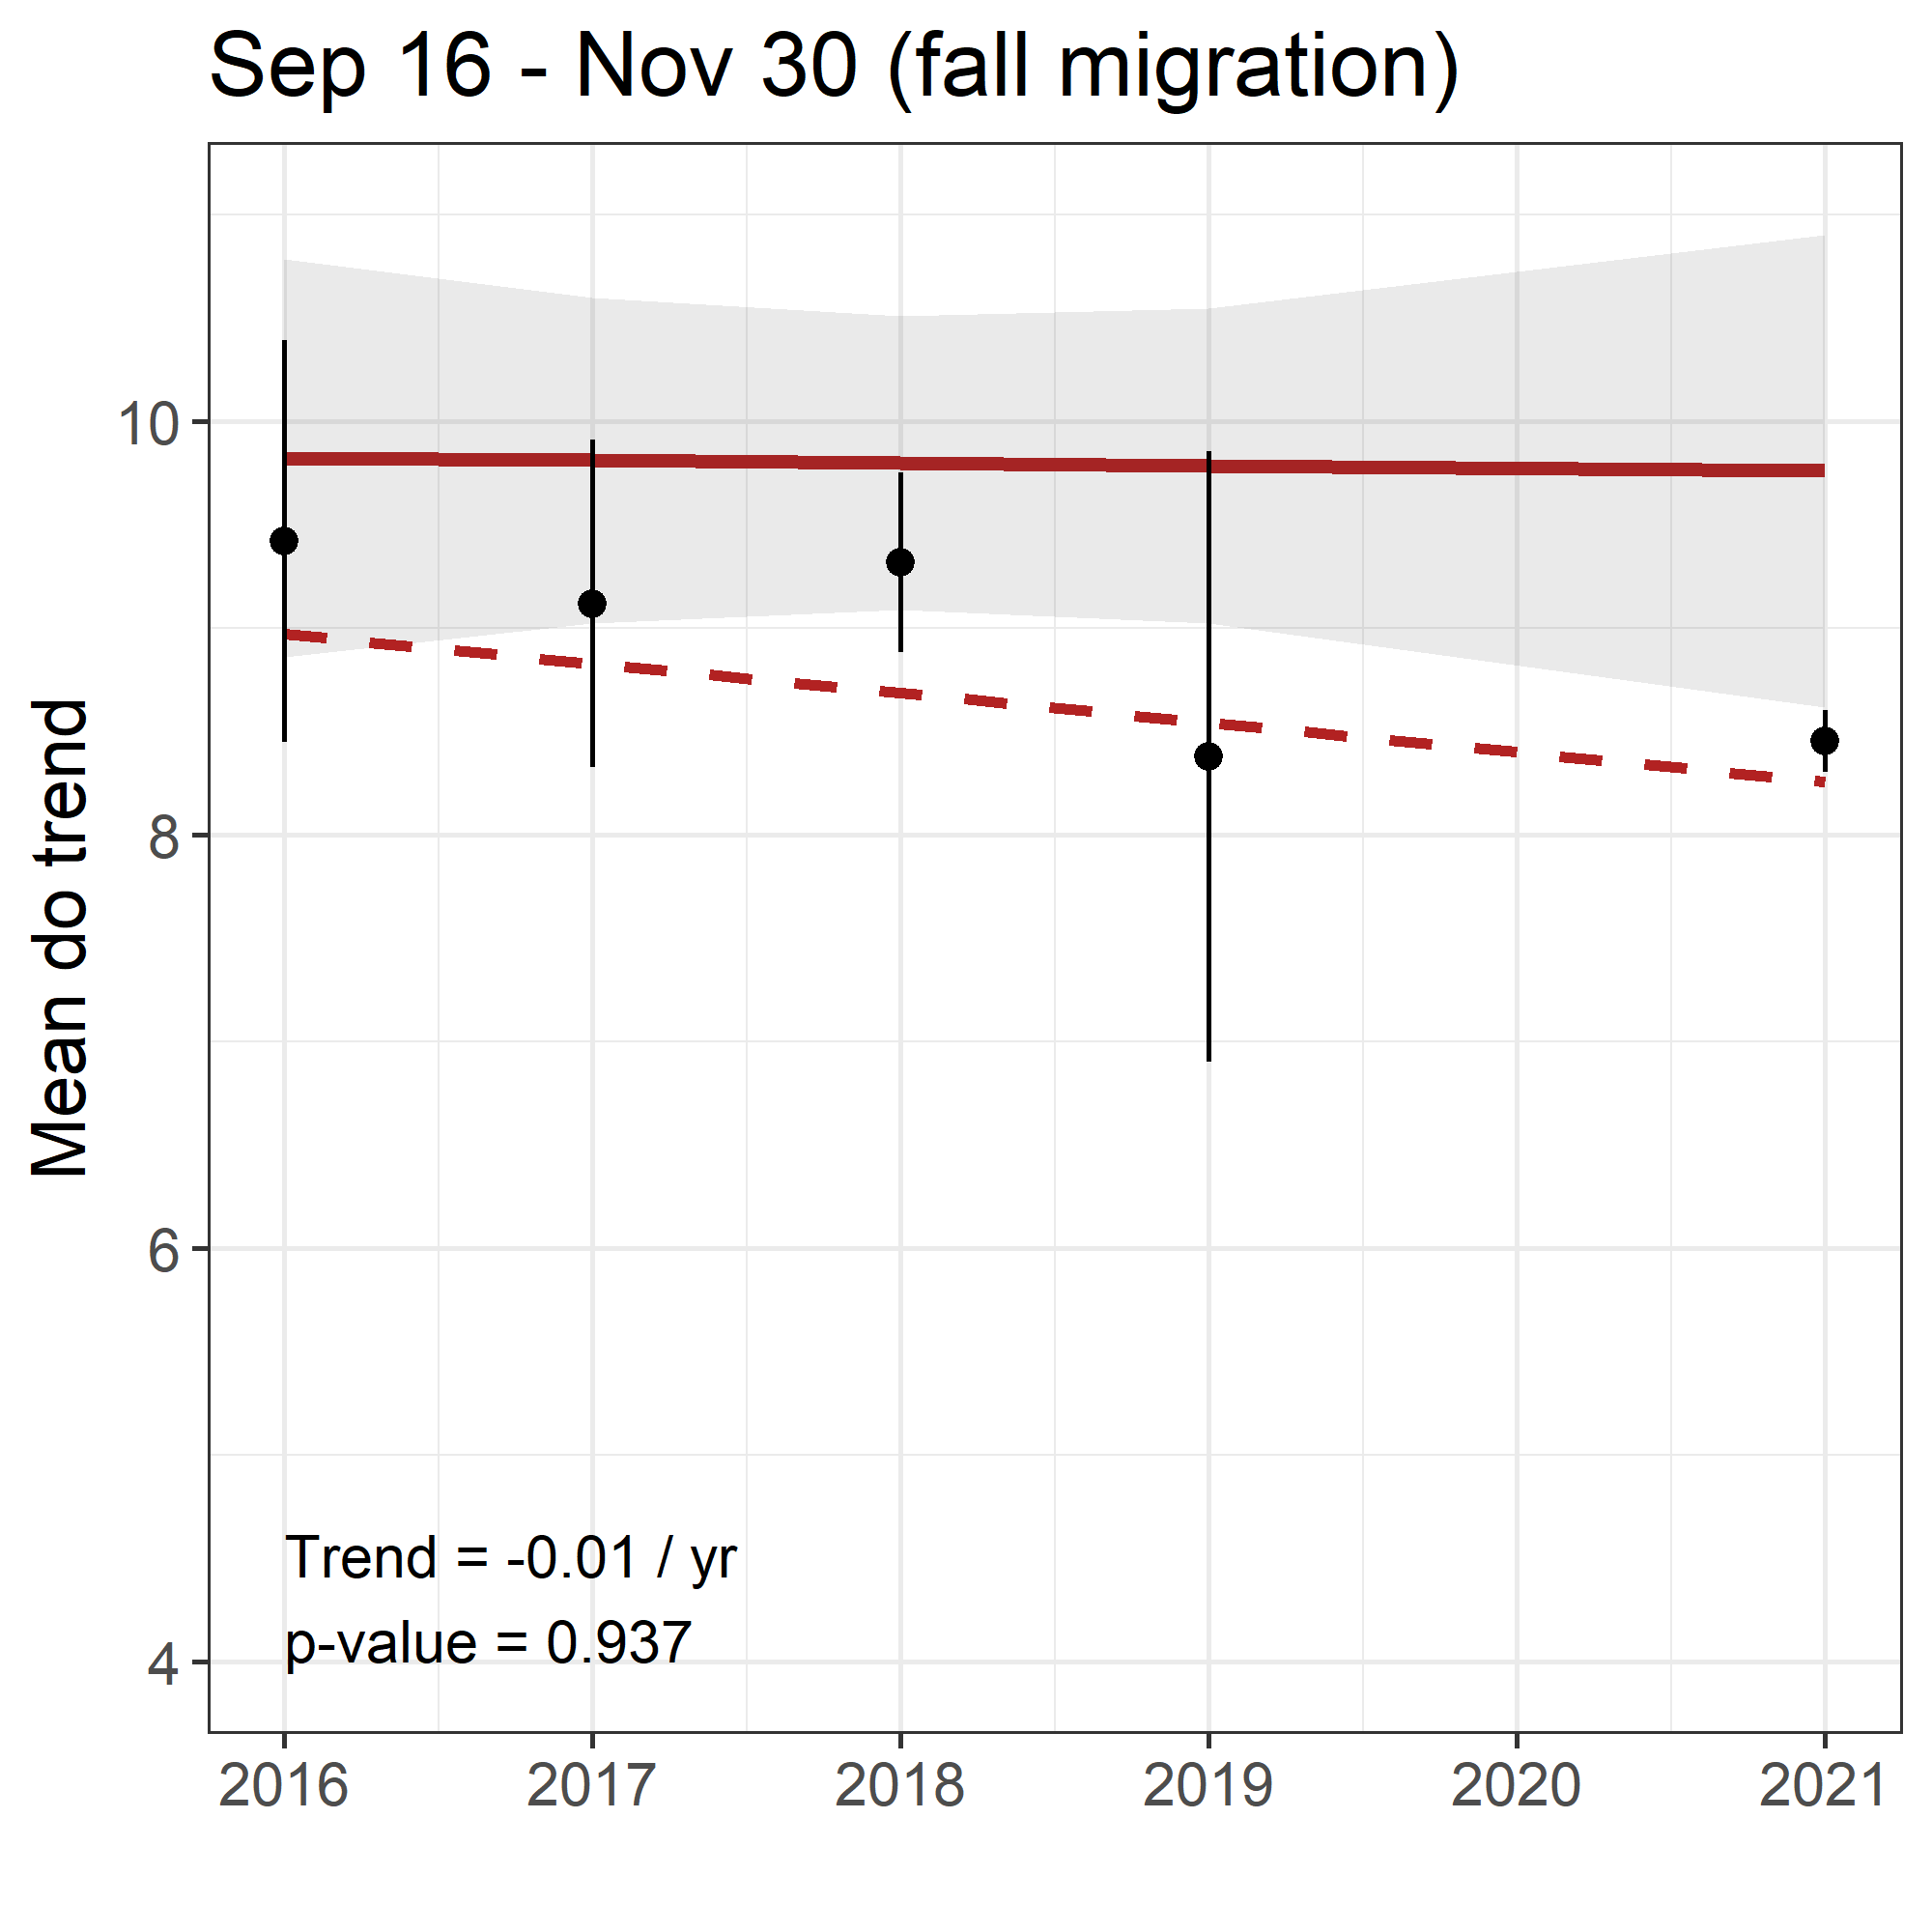 Sep 16 - Nov 30 (fall migration)
Mean do trend
10
8
6
4
Trend = -0.01 / yr
p-value = 0.937
2016 2017 2018 2019 2020 2021